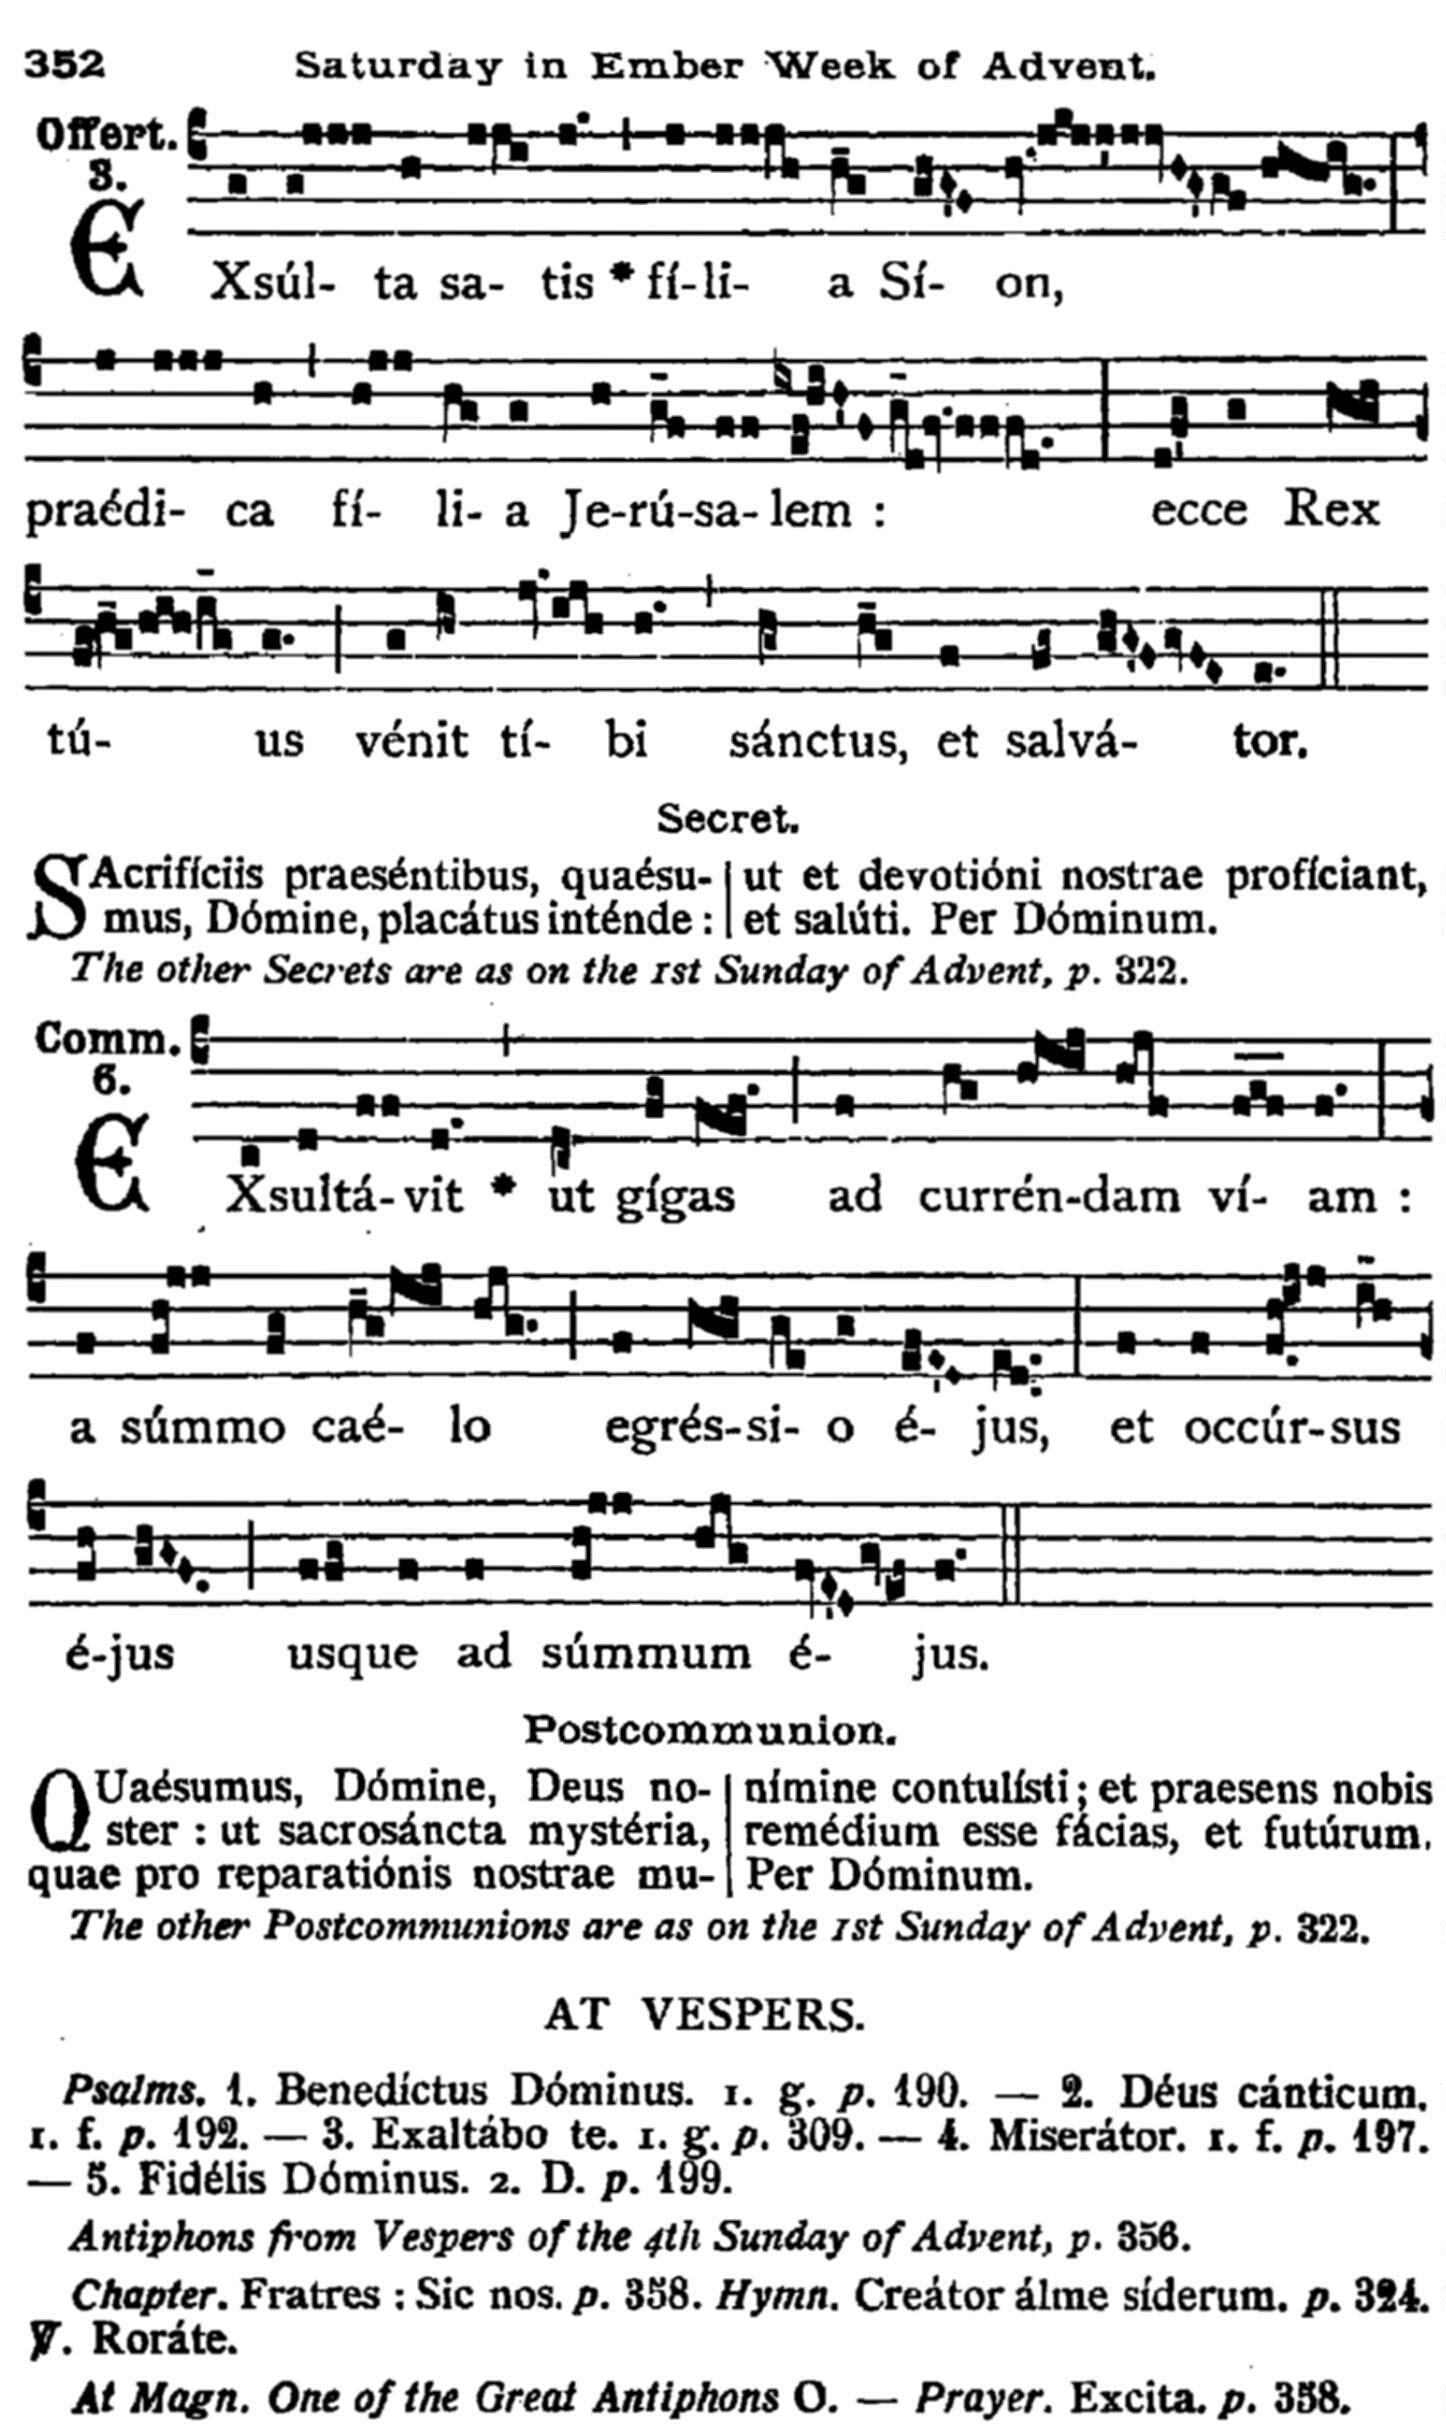 352 Saturday in Ember Week of Advent.
Offert.
3.
EXsúl- ta sa- tis * fí-li- a Sí- on,
praédi- ca fí- li- a Je-rú-sa-lem : ecce Rex
tú- us vénit tí- bi sánctus, et salvá- tor.
Secret.
SAcrifíciis praeséntibus, quaésu-
mus, Dómine, placátus inténde :
ut et devotióni nostrae profíciant,
et salúti. Per Dóminum.
The other Secrets are as on the 1st Sunday of Advent, p. 322.
Comm.
6.
EXsultá-vit * ut gígas ad currén-dam ví- am :
a súmmo caé- lo egrés-si- o é- jus, et occúr-sus
é-jus usque ad súmmum é- jus.
Postcommunion.
QUaésumus, Dómine, Deus no-
ster : ut sacrosáncta mystéria,
quae pro reparatiónis nostrae mu-
nímine contulísti ; et praesens nobis
remédium esse fácias, et futúrum.
Per Dóminum.
The other Postcommunions are as on the 1st Sunday of Advent, p. 322.
AT VESPERS.
Psalms. 1. Benedíctus Dóminus. 1. g. p. 190. — 2. Déus cánticum.
1. f. p. 192. — 3. Exaltábo te. 1. g. p. 309. — 4. Miserátor. 1. f. p. 197.
— 5. Fidélis Dóminus. 2. D. p. 199.
Antiphons from Vespers of the 4th Sunday of Advent, p. 356.
Chapter. Fratres : Sic nos. p. 358. Hymn. Creátor álme síderum. p. 324.
℣. Roráte.
At Magn. One of the Great Antiphons O. — Prayer. Excita. p. 358.